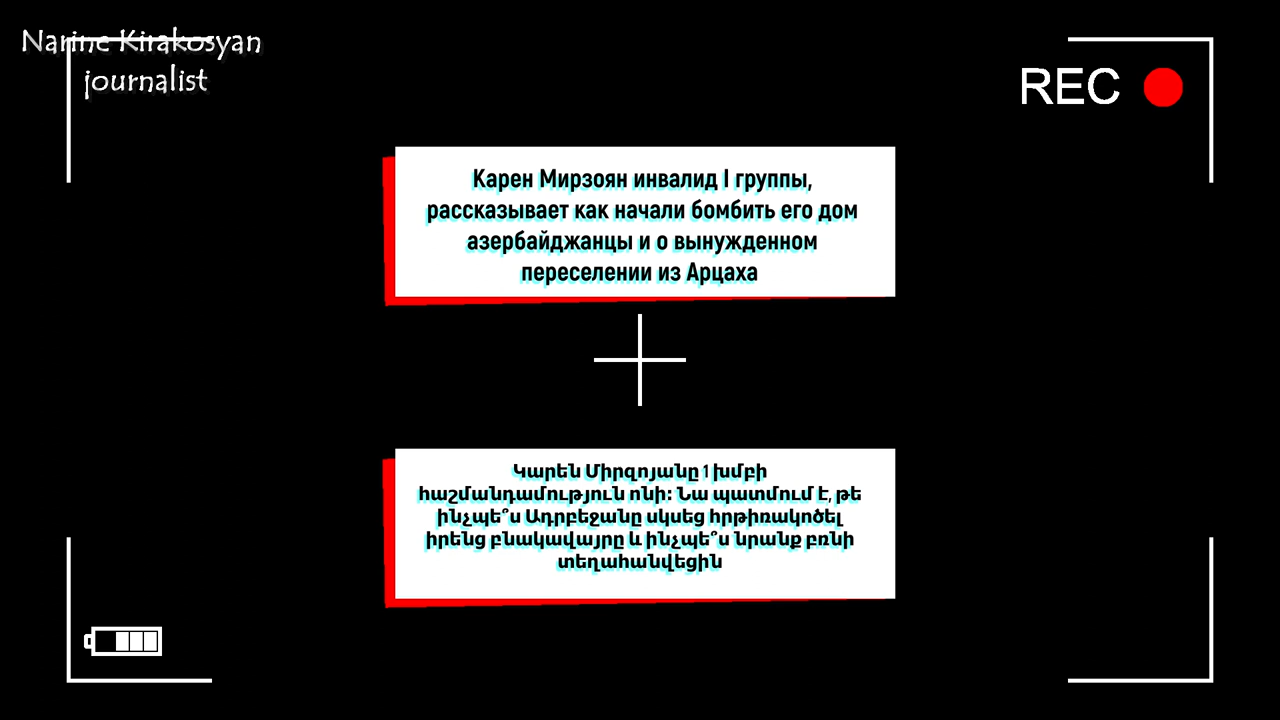 Narine Kirakosyan
journalist
REC
Карен Мирзоян инвалид I группы,
рассказывает как начали бомбить его дом
азербайджанцы и о вынужденном
переселении из Арцаха
Կարեն Միրզոյանը 1 խմբի
հաշմանդամություն ունի: Նա պատմում է, թե
ինչպե՞ս Ադրբեջանը սկսեց հրթիռակոծել
իրենց բնակավայրը և ինչպե՞ս նրանք բռնի
տեղահանվեցին